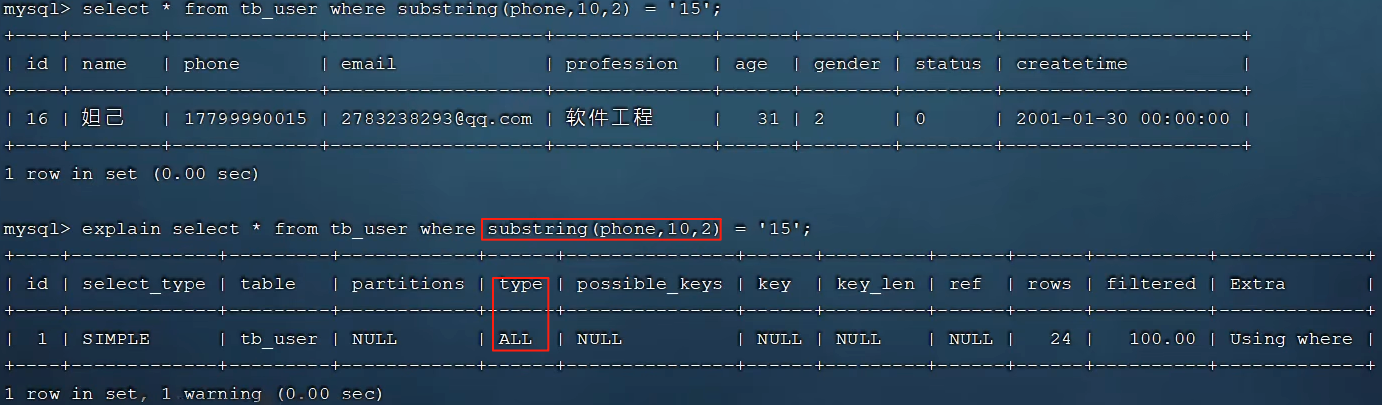 mysql> select * from tb_user where substring(phone,10,2) = '15';
+----+--------+-------------+-------------------+--------------+------+--------+--------+---------------------+
| id | name | phone | email | profession | age | gender | status | createtime |
+----+--------+-------------+-------------------+--------------+------+--------+--------+---------------------+
| 16 | 妲己 | 17799990015 | 2783238293@qq.com | 软件工程 | 31 | 2 | 0 | 2001-01-30 00:00:00 |
+----+--------+-------------+-------------------+--------------+------+--------+--------+---------------------+
1 row in set (0.00 sec)
mysql> explain select * from tb_user where substring(phone,10,2) = '15';
+----+-------------+---------+------------+------+---------------+------+---------+------+------+----------+-------------+
| id | select_type | table | partitions | type | possible_keys | key | key_len | ref | rows | filtered | Extra |
+----+-------------+---------+------------+------+---------------+------+---------+------+------+----------+-------------+
| 1 | SIMPLE | tb_user | NULL | ALL | NULL | NULL | NULL | NULL | 24 | 100.00 | Using where |
+----+-------------+---------+------------+------+---------------+------+---------+------+------+----------+-------------+
1 row in set, 1 warning (0.00 sec)